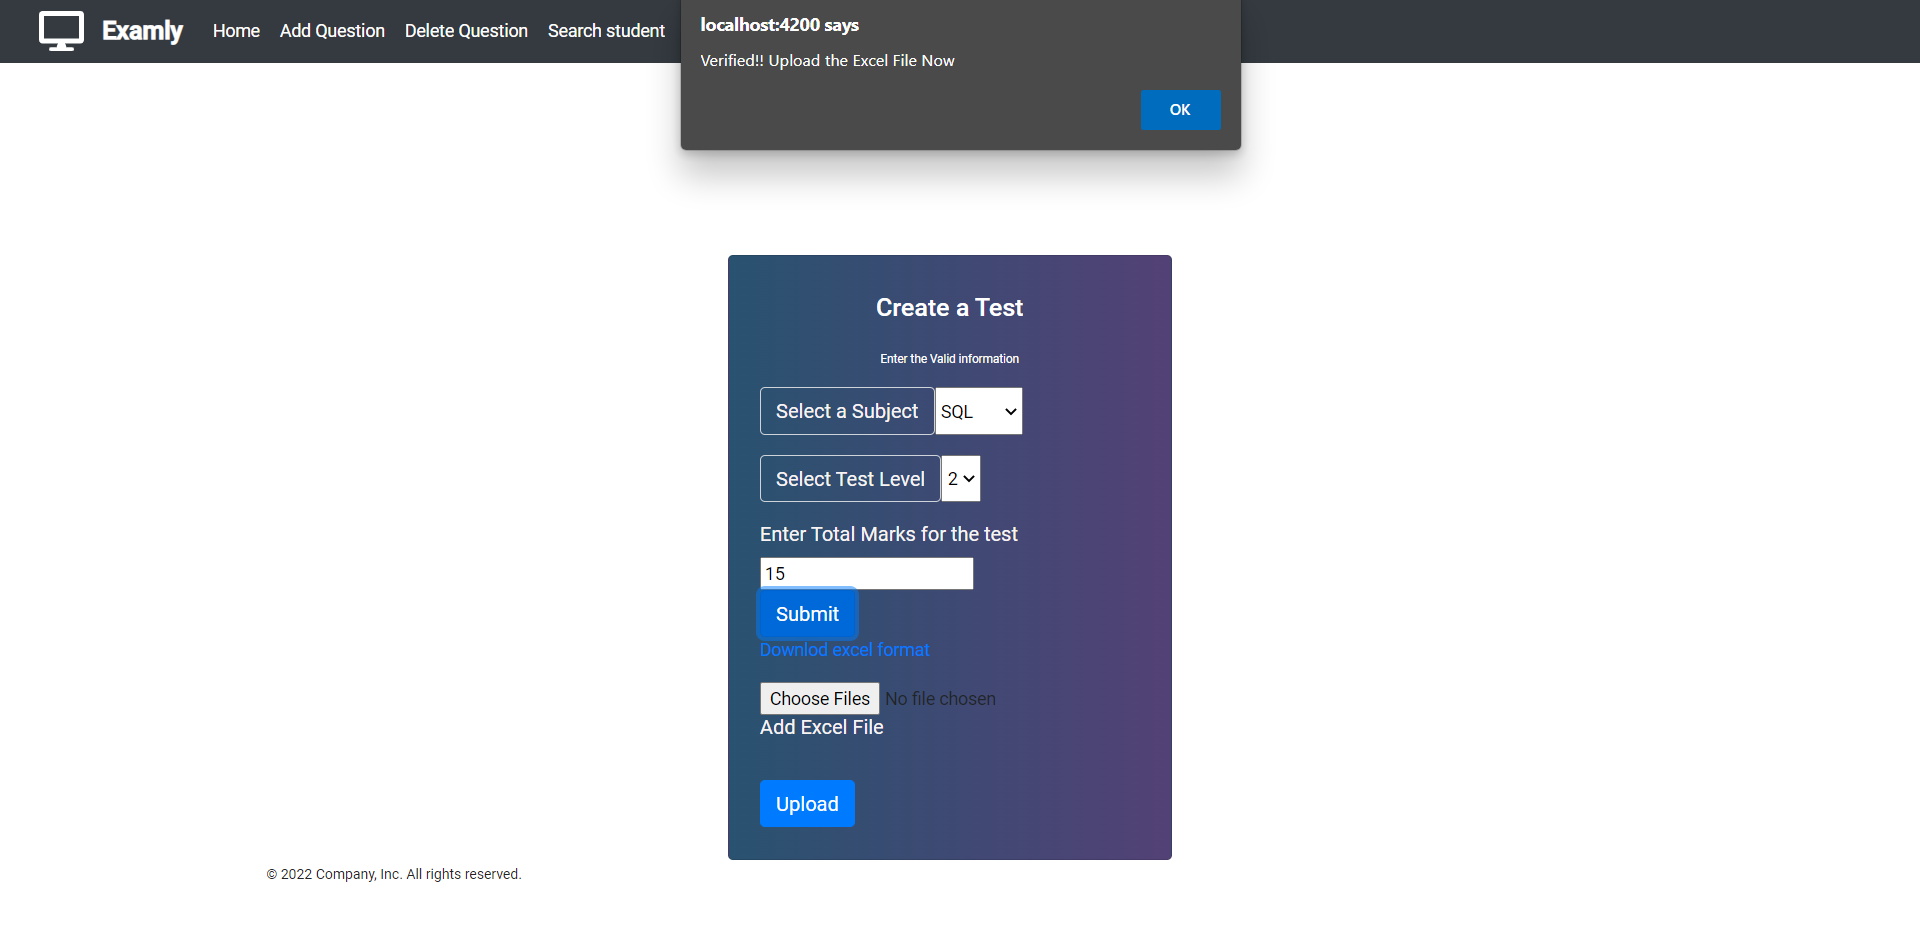 Examly Home Add Question Delete Question Search student
localhost:4200 says
Verified!! Upload the Excel File Now
OK
Create a Test
Enter the Valid information
Select a Subject SQL
Select Test Level 2
Enter Total Marks for the test
15
Submit
Downlod excel format
Choose Files No file chosen
Add Excel File
Upload
© 2022 Company, Inc. All rights reserved.